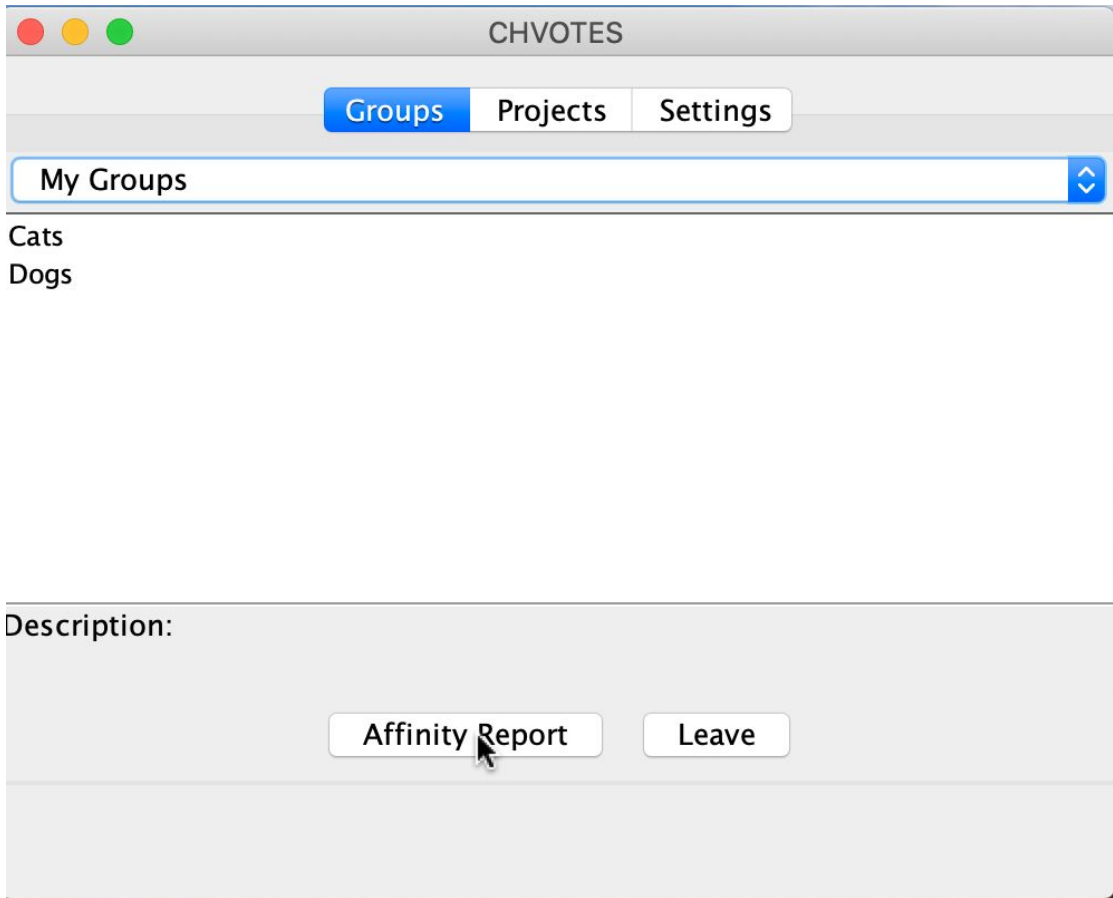 CHVOTES
Groups Projects Settings
My Groups
Cats
Dogs
Description:
Affinity Report Leave